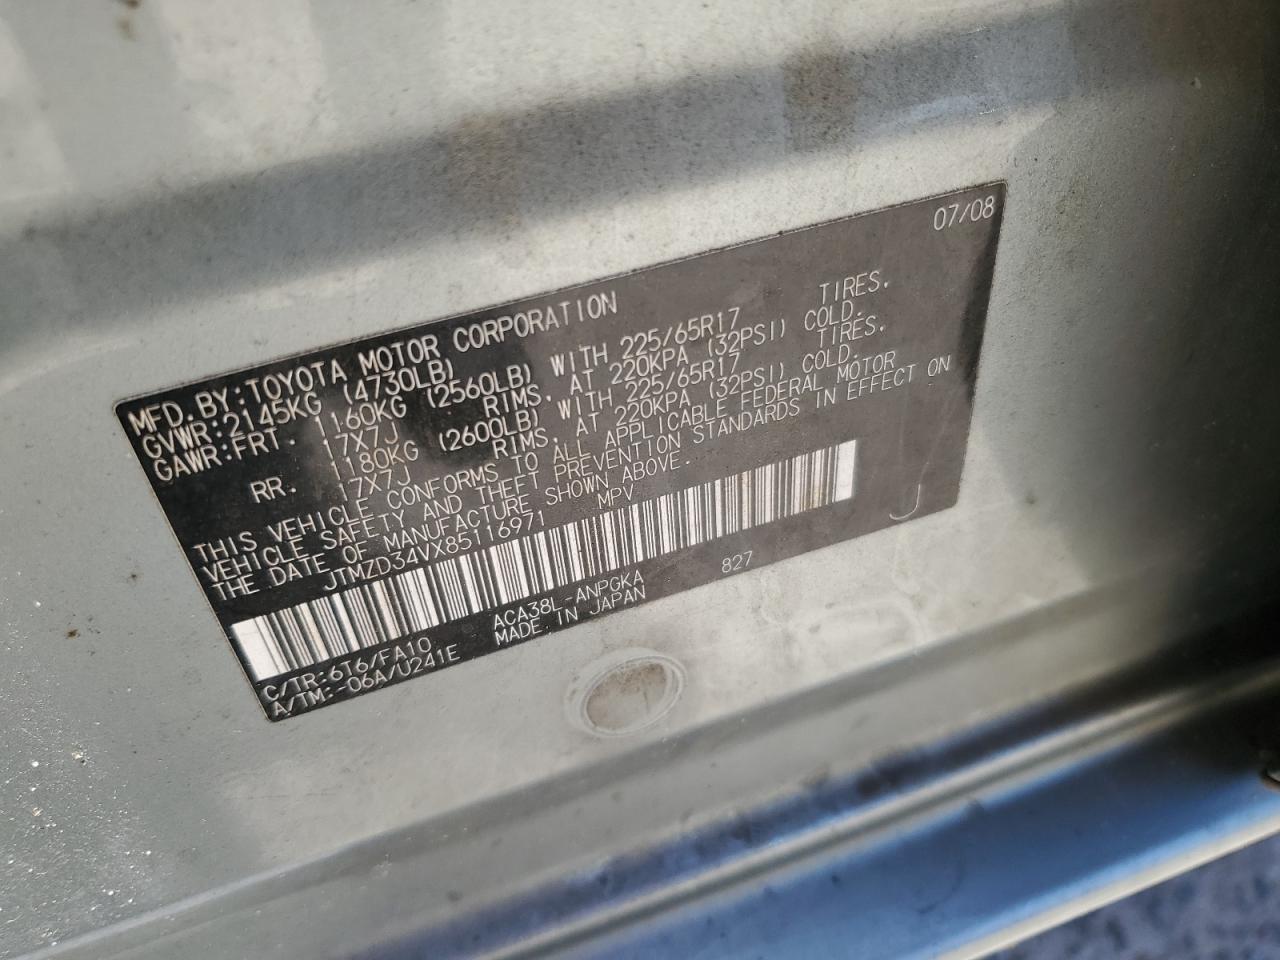 07/08
MFD. BY: TOYOTA MOTOR CORPORATION
GVWR: 2145KG (4730LB)
GAWR: FRT. 1160KG (2560LB) WITH 225/65R17 TIRES,
17X7J RIMS, AT 220KPA (32PSI) COLD.
RR. 1180KG (2600LB) WITH 225/65R17 TIRES,
17X7J RIMS, AT 220KPA (32PSI) COLD.
THIS VEHICLE CONFORMS TO ALL APPLICABLE FEDERAL MOTOR
VEHICLE SAFETY AND THEFT PREVENTION STANDARDS IN EFFECT ON
THE DATE OF MANUFACTURE SHOWN ABOVE.
JTMZD34VX85116971 MPV
J
C/TR: 6T6/FA10 ACA38L-ANPGKA 827
A/TM: -06A/U241E MADE IN JAPAN